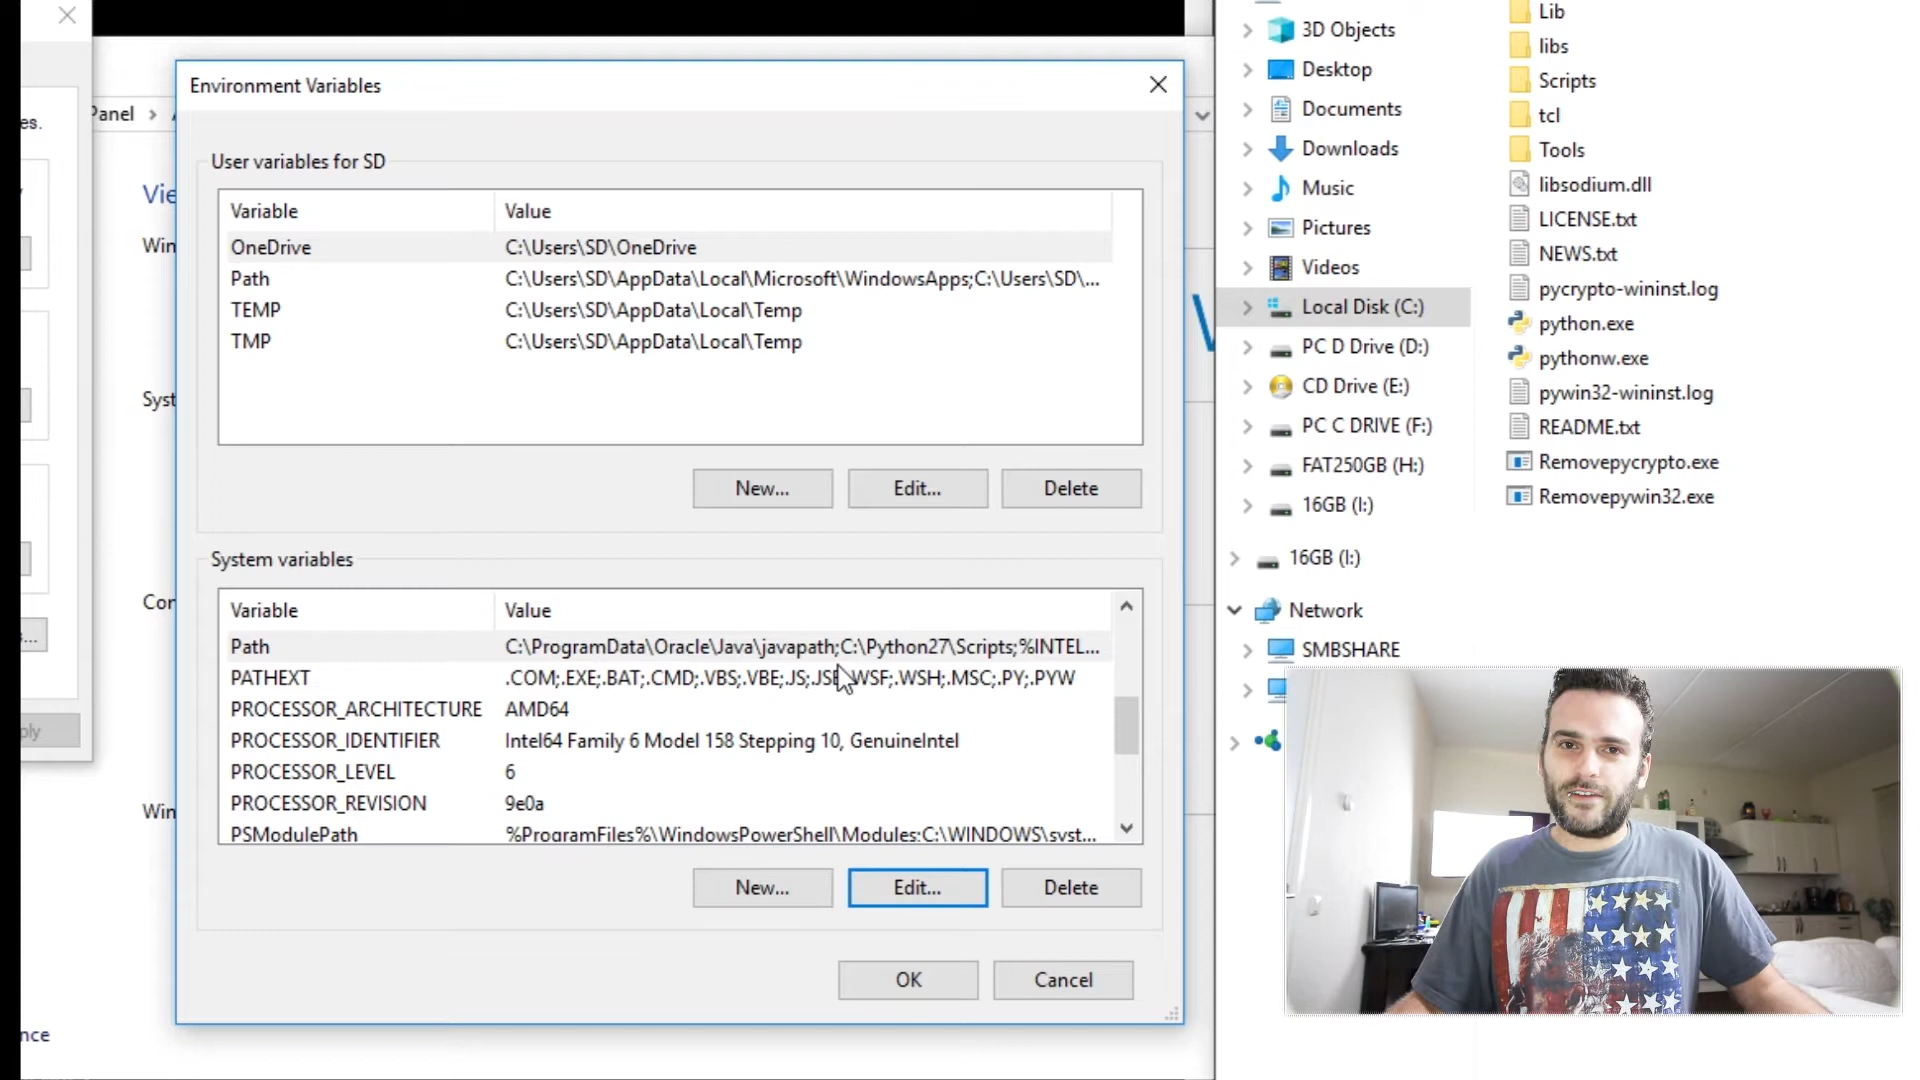 es.
Panel
Environment Variables
User variables for SD
Variable Value
OneDrive C:\Users\SD\OneDrive
Path C:\Users\SD\AppData\Local\Microsoft\WindowsApps;C:\Users\SD\...
TEMP C:\Users\SD\AppData\Local\Temp
TMP C:\Users\SD\AppData\Local\Temp
New... Edit... Delete
System variables
Variable Value
Path C:\ProgramData\Oracle\Java\javapath;C:\Python27\Scripts;%INTEL...
PATHEXT .COM;.EXE;.BAT;.CMD;.VBS;.VBE;.JS;.JSE;.WSF;.WSH;.MSC;.PY;.PYW
PROCESSOR_ARCHITECTURE AMD64
PROCESSOR_IDENTIFIER Intel64 Family 6 Model 158 Stepping 10, GenuineIntel
PROCESSOR_LEVEL 6
PROCESSOR_REVISION 9e0a
PSModulePath %ProgramFiles%\WindowsPowerShell\Modules;C:\WINDOWS\syst...
New... Edit... Delete
OK Cancel
Vie
Win
Syst
Con
Win
nce
3D Objects
Desktop
Documents
Downloads
Music
Pictures
Videos
Local Disk (C:)
PC D Drive (D:)
CD Drive (E:)
PC C DRIVE (F:)
FAT250GB (H:)
16GB (I:)
16GB (I:)
Network
SMBSHARE
Lib
libs
Scripts
tcl
Tools
libsodium.dll
LICENSE.txt
NEWS.txt
pycrypto-wininst.log
python.exe
pythonw.exe
pywin32-wininst.log
README.txt
Removepycrypto.exe
Removepywin32.exe